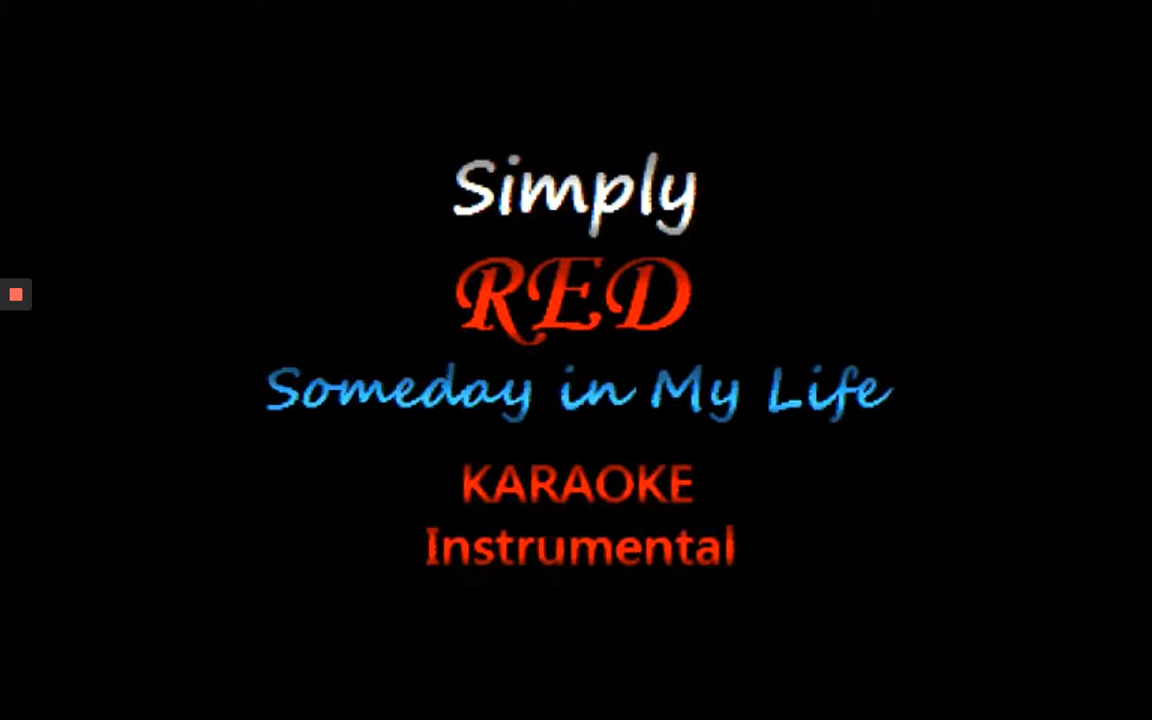 Simply
RED
Someday in My Life
KARAOKE
Instrumental